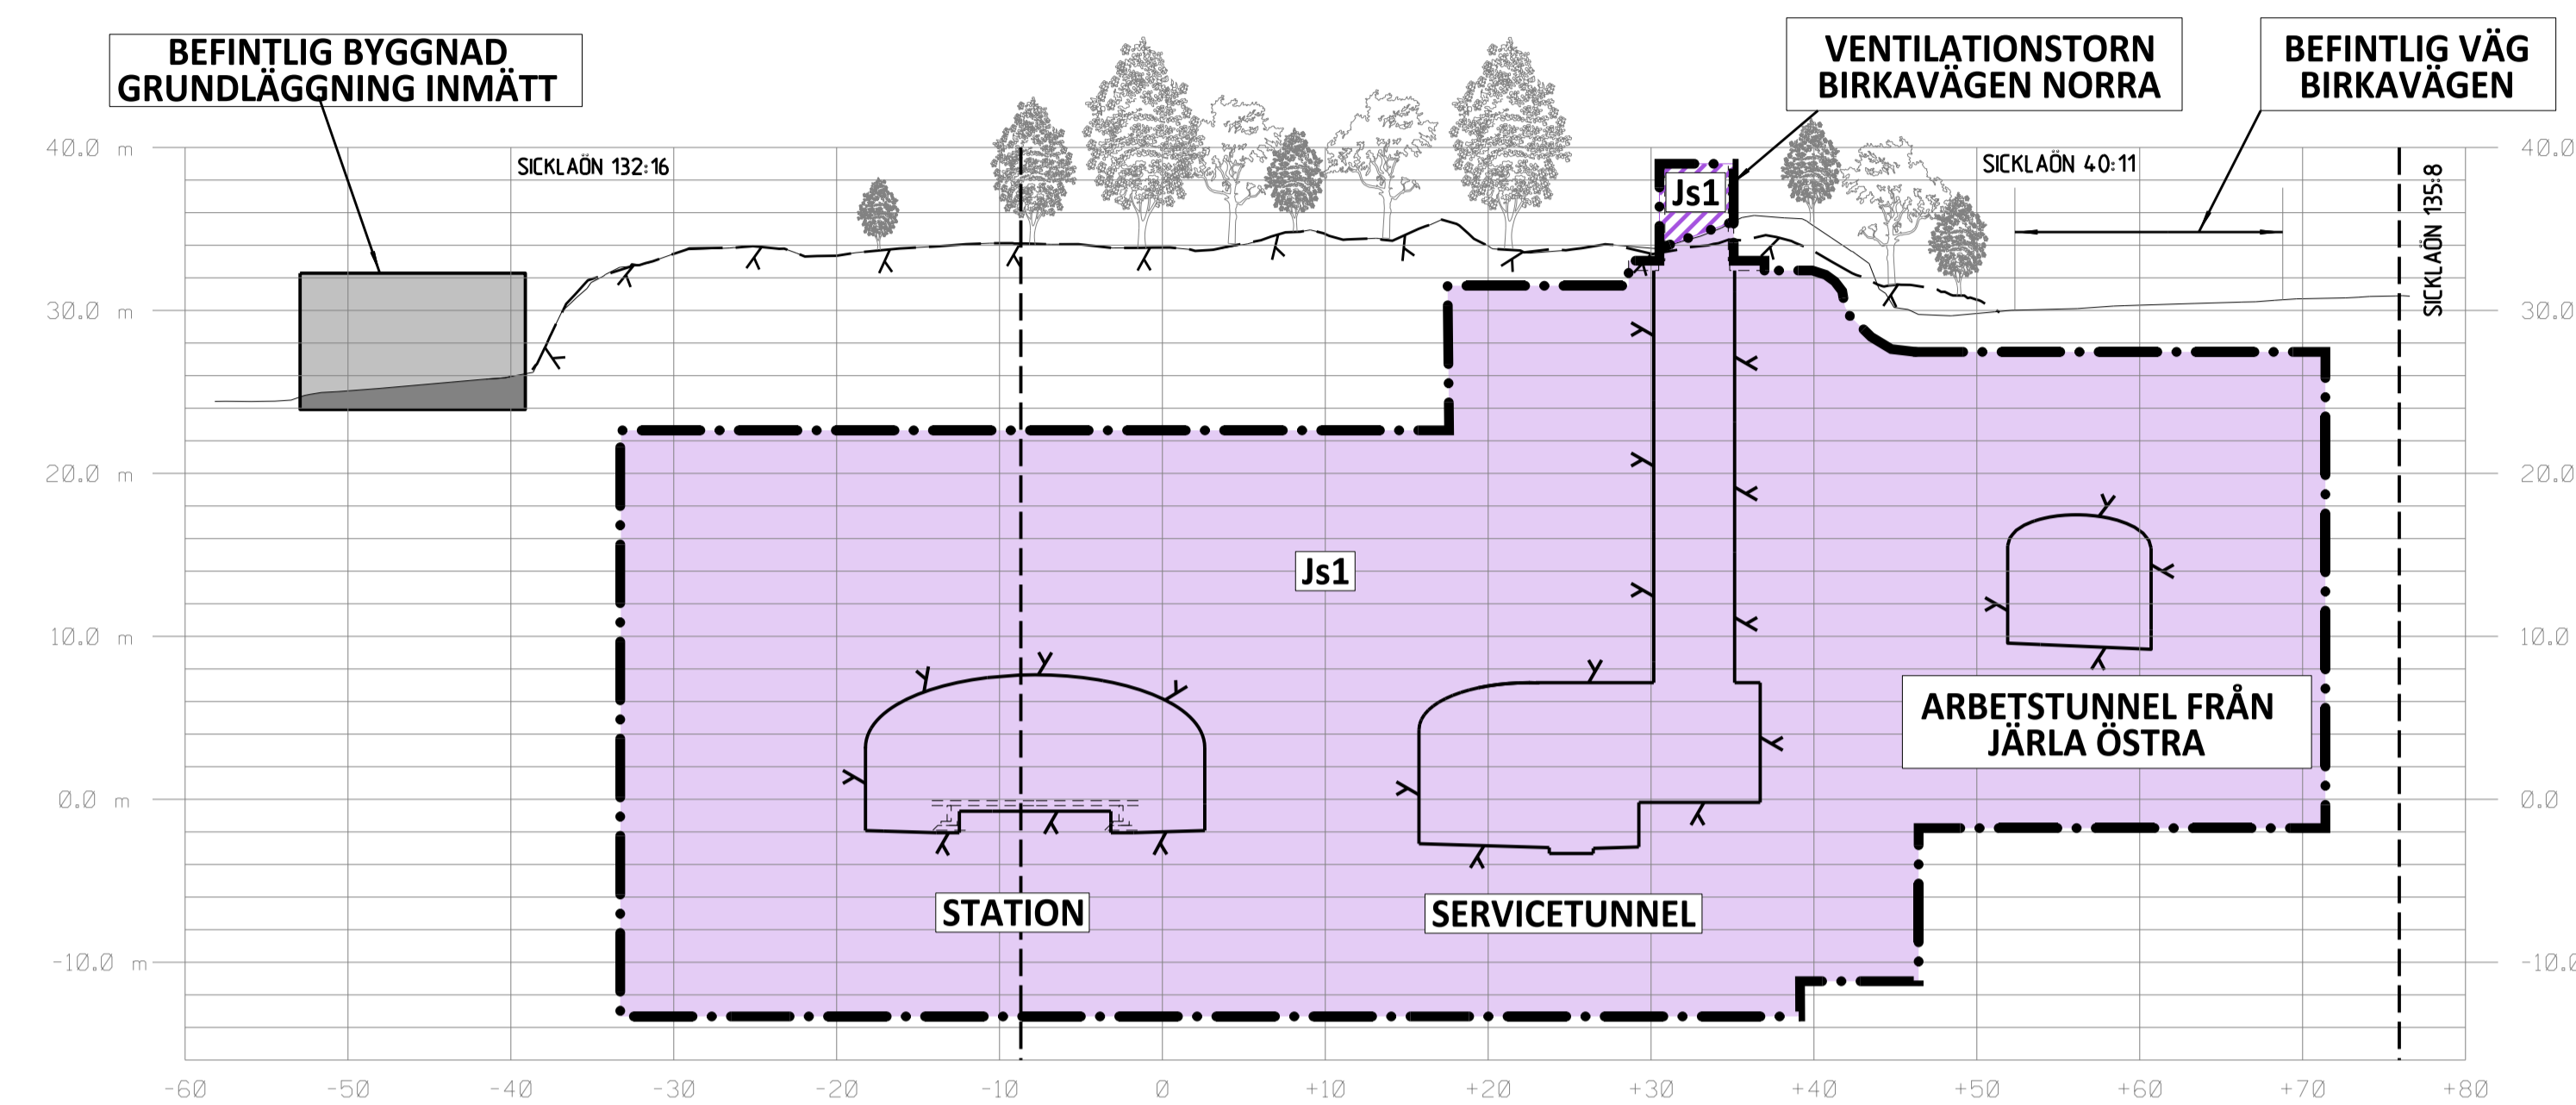 BEFINTLIG BYGGNAD
GRUNDLÄGGNING INMÄTT
VENTILATIONSTORN
BIRKAVÄGEN NORRA
BEFINTLIG VÄG
BIRKAVÄGEN
40.0 m
SICKLAÖN 132:16
Js1
SICKLAÖN 40:11
40.0
SICKLAÖN 135:8
30.0 m
30.0
20.0 m
20.0
Js1
10.0 m
10.0
ARBETSTUNNEL FRÅN
JÄRLA ÖSTRA
0.0 m
0.0
STATION
SERVICETUNNEL
-10.0 m
-10.0
-60 -50 -40 -30 -20 -10 0 +10 +20 +30 +40 +50 +60 +70 +80